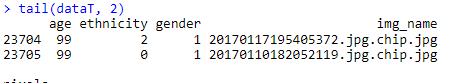 > tail(dataT, 2)
age ethnicity gender img_name
23704 99 2 1 20170117195405372.jpg.chip.jpg
23705 99 0 1 20170110182052119.jpg.chip.jpg